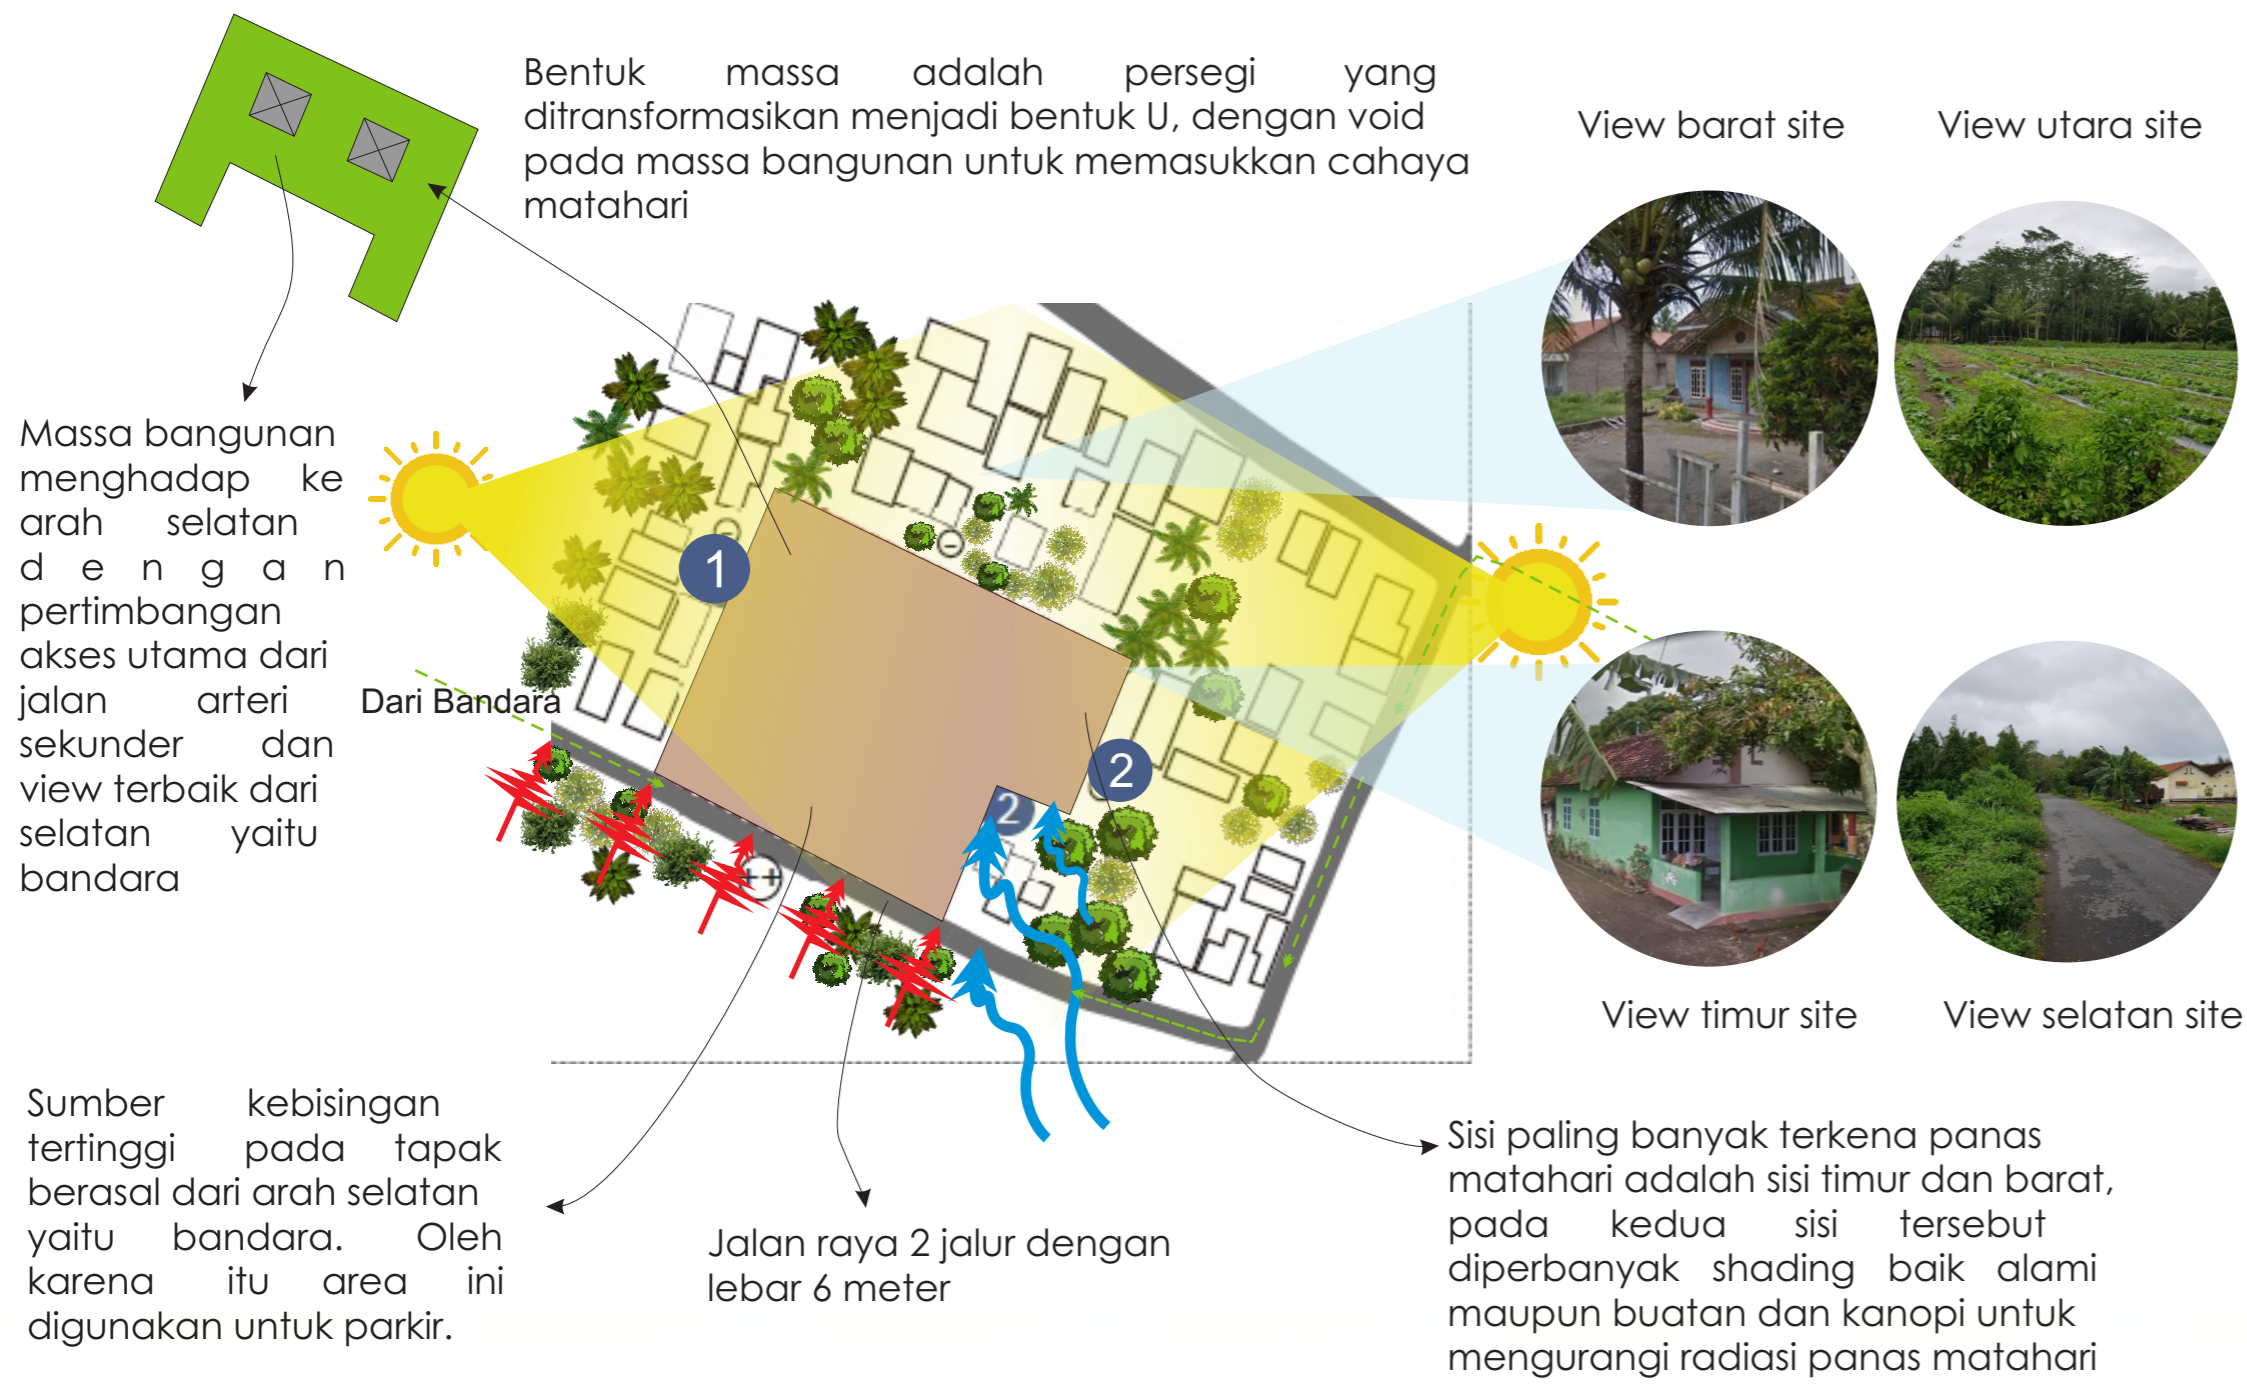 Bentuk massa adalah persegi yang
ditransformasikan menjadi bentuk U, dengan void
pada massa bangunan untuk memasukkan cahaya
matahari
View barat site
View utara site
Massa bangunan
menghadap ke
arah selatan
d e n g a n
pertimbangan
akses utama dari
jalan arteri
sekunder dan
view terbaik dari
selatan yaitu
bandara
Dari Bandara
1
2
2
++
View timur site
View selatan site
Sumber kebisingan
tertinggi pada tapak
berasal dari arah selatan
yaitu bandara. Oleh
karena itu area ini
digunakan untuk parkir.
Jalan raya 2 jalur dengan
lebar 6 meter
Sisi paling banyak terkena panas
matahari adalah sisi timur dan barat,
pada kedua sisi tersebut
diperbanyak shading baik alami
maupun buatan dan kanopi untuk
mengurangi radiasi panas matahari